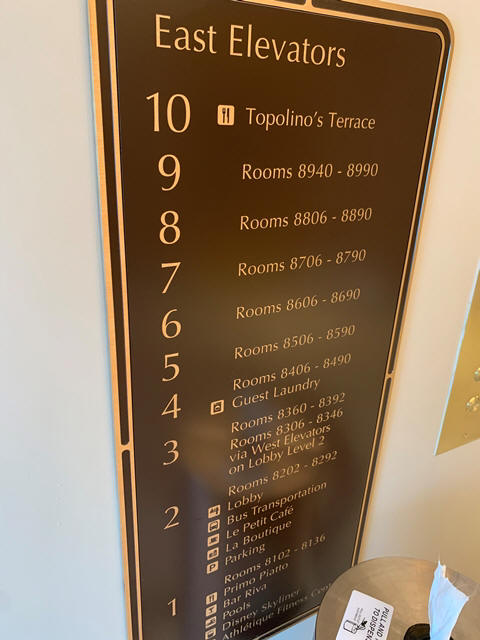 East Elevators
10 Topolino's Terrace
9 Rooms 8940 - 8990
8 Rooms 8806 - 8890
7 Rooms 8706 - 8790
6 Rooms 8606 - 8690
5 Rooms 8506 - 8590
4 Rooms 8406 - 8490
Guest Laundry
3 Rooms 8360 - 8392
Rooms 8306 - 8346
via West Elevators
on Lobby Level 2
2 Rooms 8202 - 8292
Lobby
Bus Transportation
Le Petit Café
La Boutique
P Parking
1 Rooms 8102 - 8136
Primo Piatto
Bar Riva
Pools
Disney Skyliner
Athlétique Fitness
PULL AND
TO DISPENSE